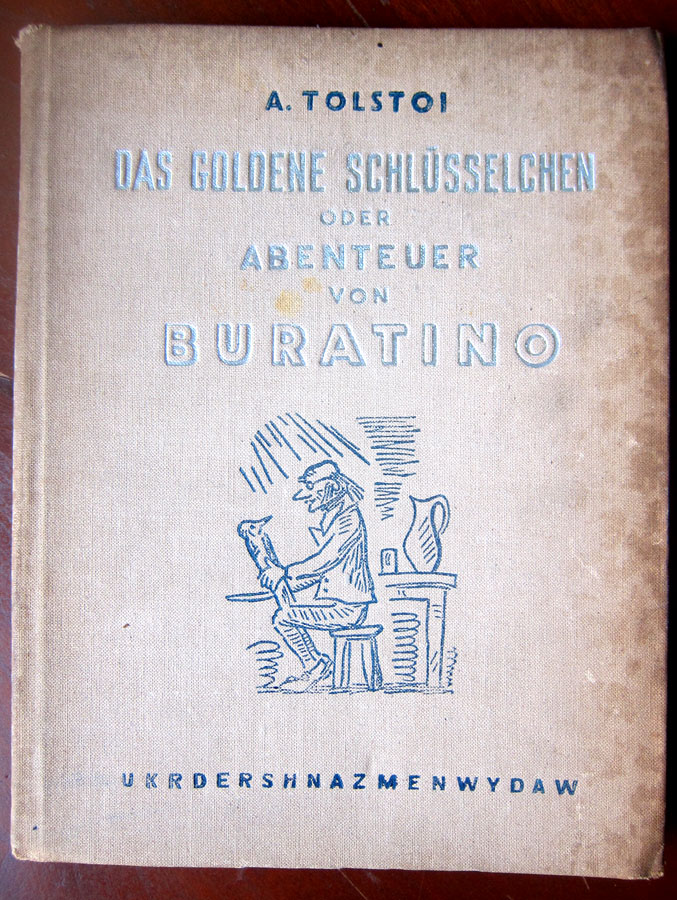 A. TOLSTOI
DAS GOLDENE SCHLÜSSELCHEN
ODER
ABENTEUER
VON
BURATINO
UKRDERSHNAZMENWYDAW